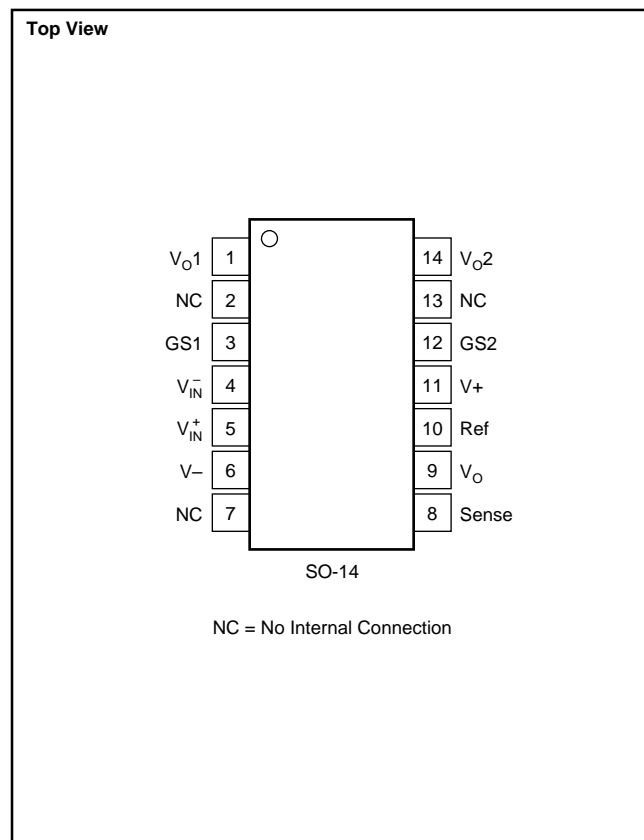 Top View
V_O1 1 14 V_O2
NC 2 13 NC
GS1 3 12 GS2
V_IN^– 4 11 V+
V_IN^+ 5 10 Ref
V– 6 9 V_O
NC 7 8 Sense
SO-14
NC = No Internal Connection